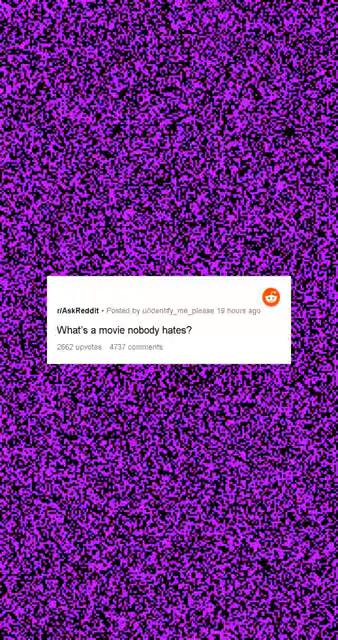 r/AskReddit • Posted by u/identify_me_please 19 hours ago
What's a movie nobody hates?
2662 upvotes 4737 comments